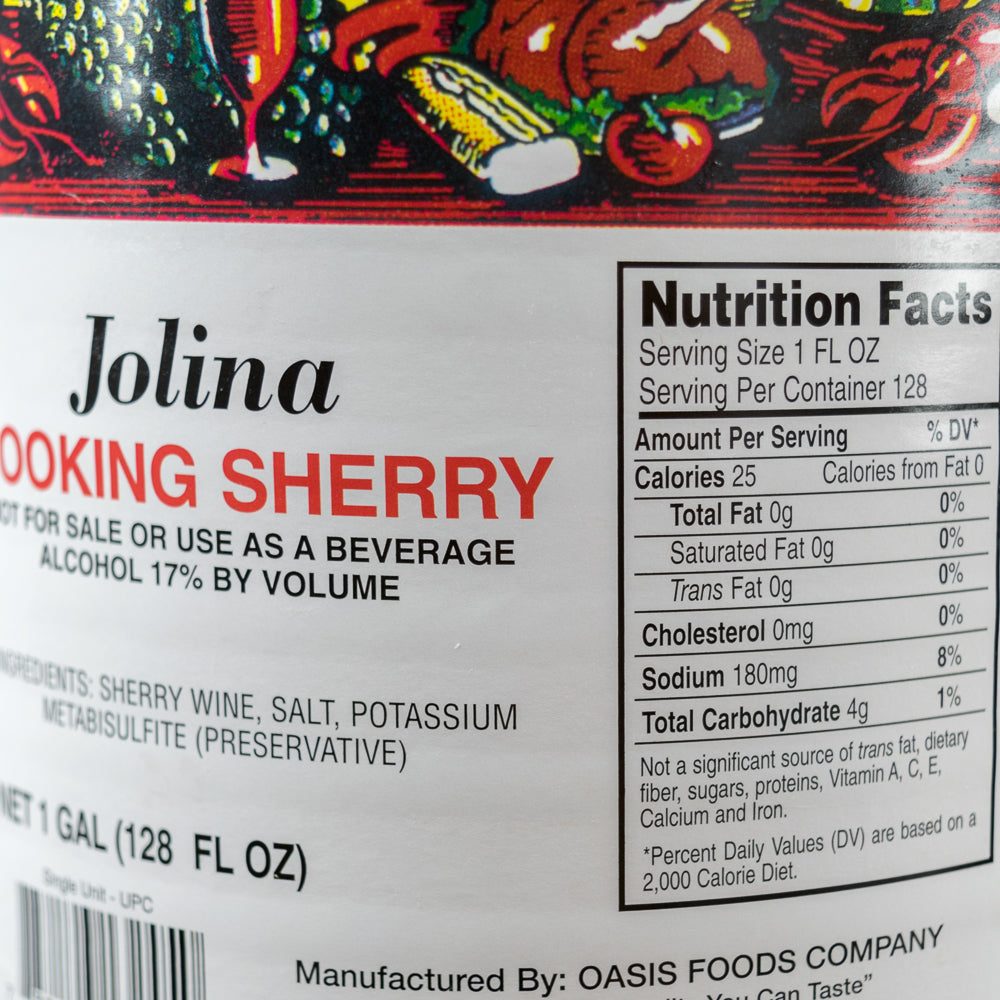 Jolina
OOKING SHERRY
OT FOR SALE OR USE AS A BEVERAGE
ALCOHOL 17% BY VOLUME
NGREDIENTS: SHERRY WINE, SALT, POTASSIUM
METABISULFITE (PRESERVATIVE)
NET 1 GAL (128 FL OZ)
Single Unit - UPC
Nutrition Facts
Serving Size 1 FL OZ
Serving Per Container 128
Amount Per Serving % DV*
Calories 25 Calories from Fat 0
Total Fat 0g 0%
Saturated Fat 0g 0%
Trans Fat 0g 0%
Cholesterol 0mg 0%
Sodium 180mg 8%
Total Carbohydrate 4g 1%
Not a significant source of trans fat, dietary
fiber, sugars, proteins, Vitamin A, C, E,
Calcium and Iron.
*Percent Daily Values (DV) are based on a
2,000 Calorie Diet.
Manufactured By: OASIS FOODS COMPANY
You Can Taste"